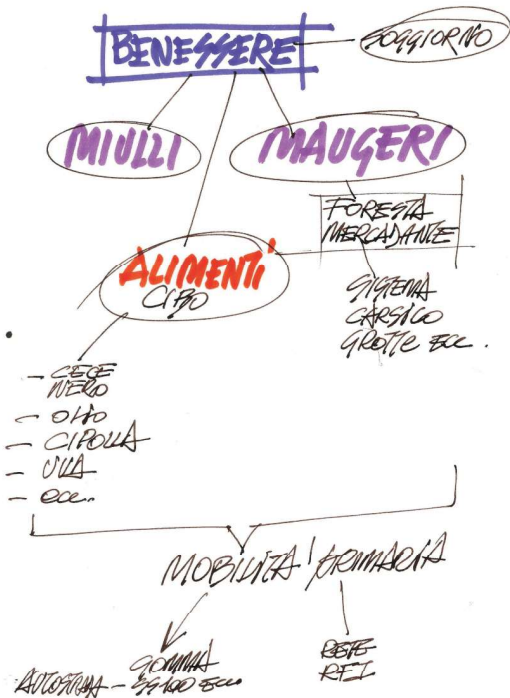 BENESSERE
SOGGIORNO
MIULLI
MAUGERI
FORESTA
MERCADANTE
ALIMENTI
CIBO
SISTEMA
CARSICO
GROTTE ECC.
- CECE
NERO
- OLIO
- CIPOLLA
- UVA
- ecc..
MOBILITA' PRIMARIA
GOMMA
AUTOSTRADA - SS100 ECC
RETE
RFI